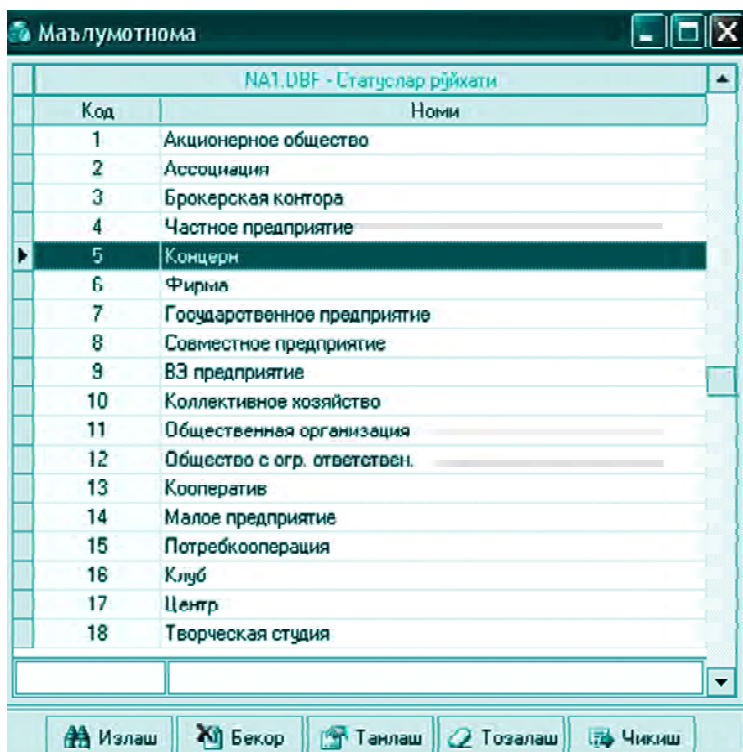 Маълумотнома
NA1.DBF - Статуслар рўйхати
Код Номи
1 Акционерное общество
2 Ассоциация
3 Брокерская контора
4 Частное предприятие
5 Концерн
6 Фирма
7 Государственное предприятие
8 Совместное предприятие
9 ВЗ предприятие
10 Коллективное хозяйство
11 Общественная организация
12 Общество с огр. ответствен.
13 Кооператив
14 Малое предприятие
15 Потребкооперация
16 Клуб
17 Центр
18 Творческая студия
Излаш Бекор Танлаш Тозалаш Чикиш